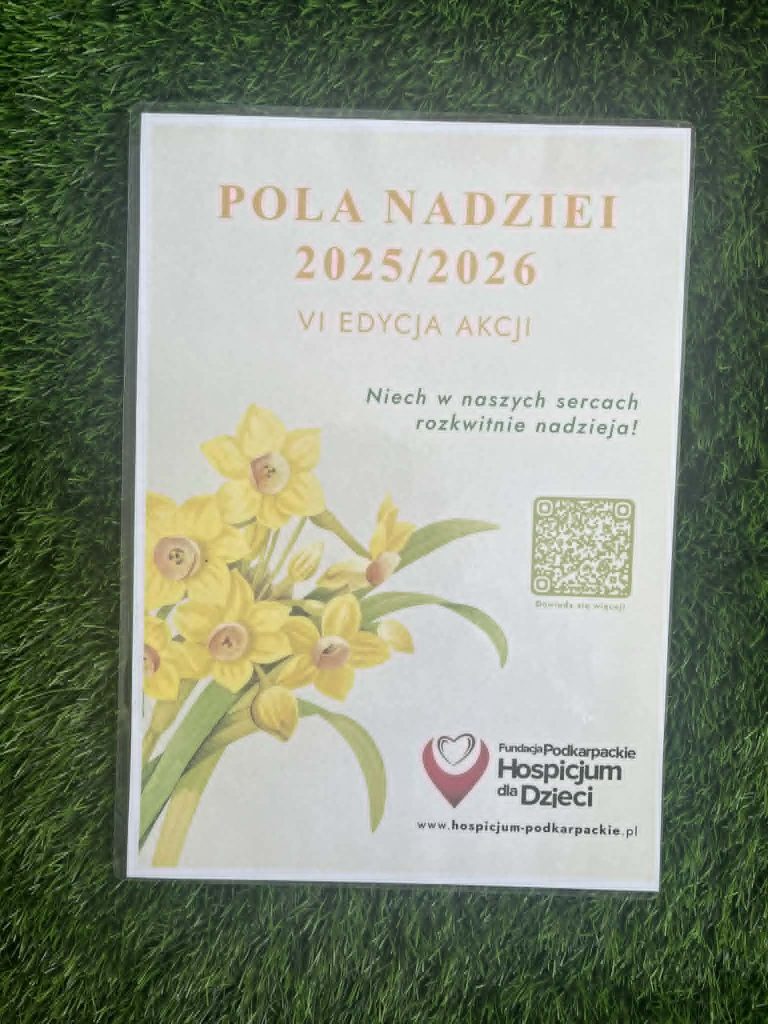 POLA NADZIEI
2025/2026
VI EDYCJA AKCJI
Niech w naszych sercach
rozkwitnie nadzieja!
Dowiedz się więcej!
Fundacja Podkarpackie
Hospicjum
dla Dzieci
www.hospicjum-podkarpackie.pl